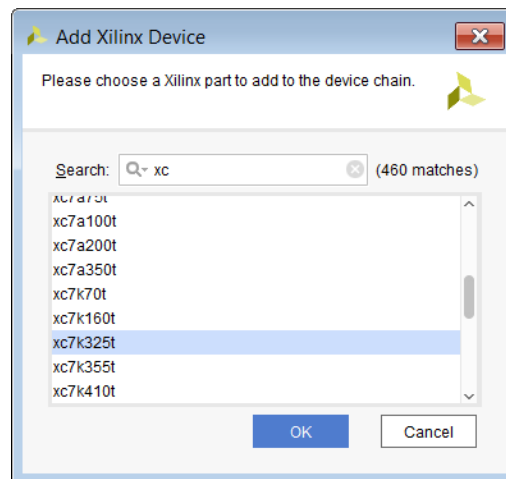 Add Xilinx Device
Please choose a Xilinx part to add to the device chain.
Search: xc (460 matches)
xc7a75t
xc7a100t
xc7a200t
xc7a350t
xc7k70t
xc7k160t
xc7k325t
xc7k355t
xc7k410t
OK Cancel